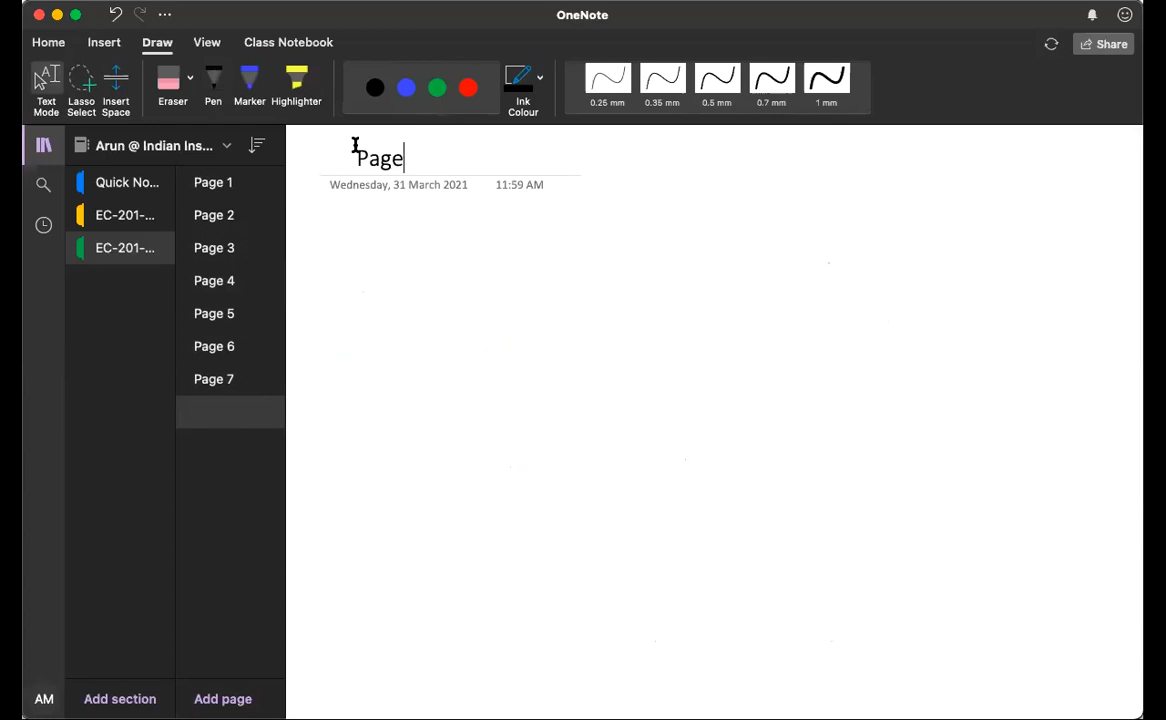 OneNote
Home Insert Draw View Class Notebook
Share
Text Mode
Lasso Select
Insert Space
Eraser
Pen
Marker
Highlighter
Ink Colour
0.25 mm 0.35 mm 0.5 mm 0.7 mm 1 mm
Arun @ Indian Ins...
Quick No...
EC-201-...
EC-201-...
Page 1
Page 2
Page 3
Page 4
Page 5
Page 6
Page 7
Page
Wednesday, 31 March 2021 11:59 AM
AM
Add section
Add page